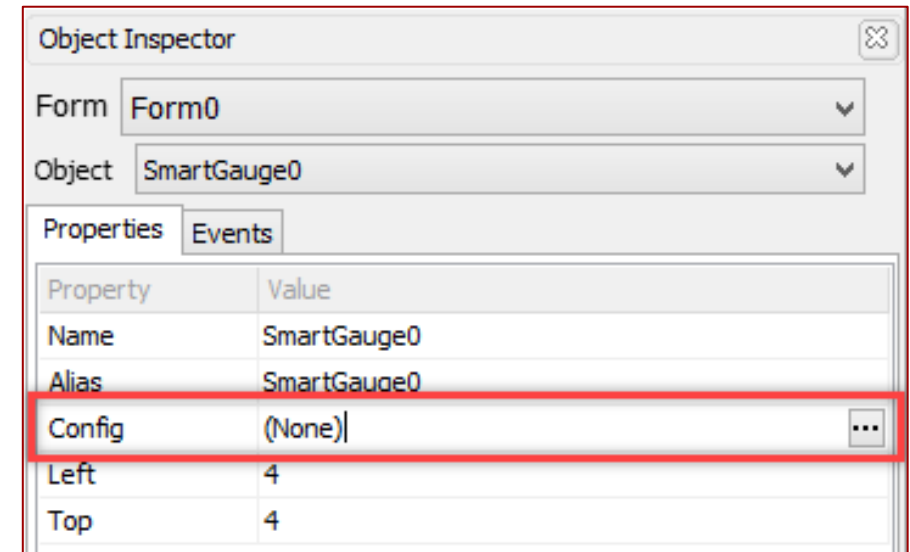 Object Inspector
Form Form0
Object SmartGauge0
Properties Events
Property Value
Name SmartGauge0
Alias SmartGauge0
Config (None) ...
Left 4
Top 4